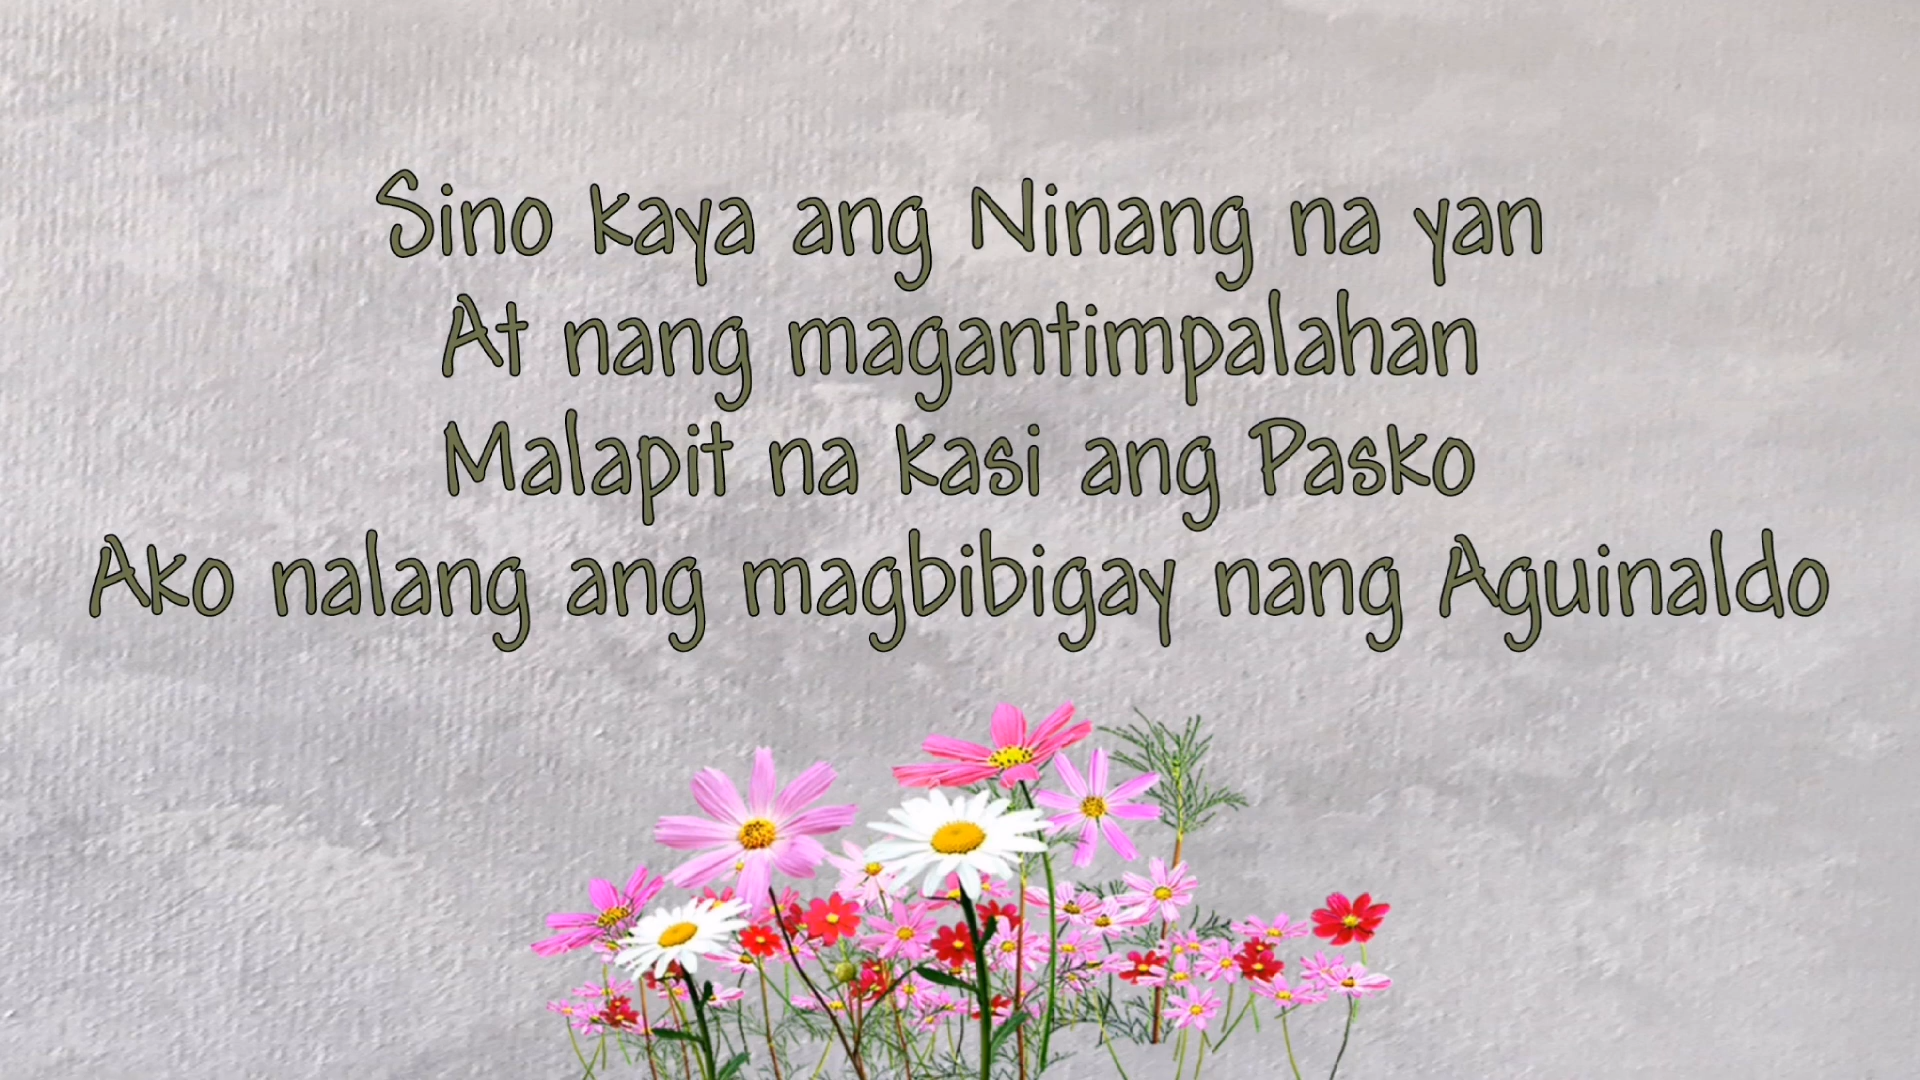 Sino kaya ang Ninang na yan
At nang magantimpalahan
Malapit na kasi ang Pasko
Ako nalang ang magbibigay nang Aguinaldo